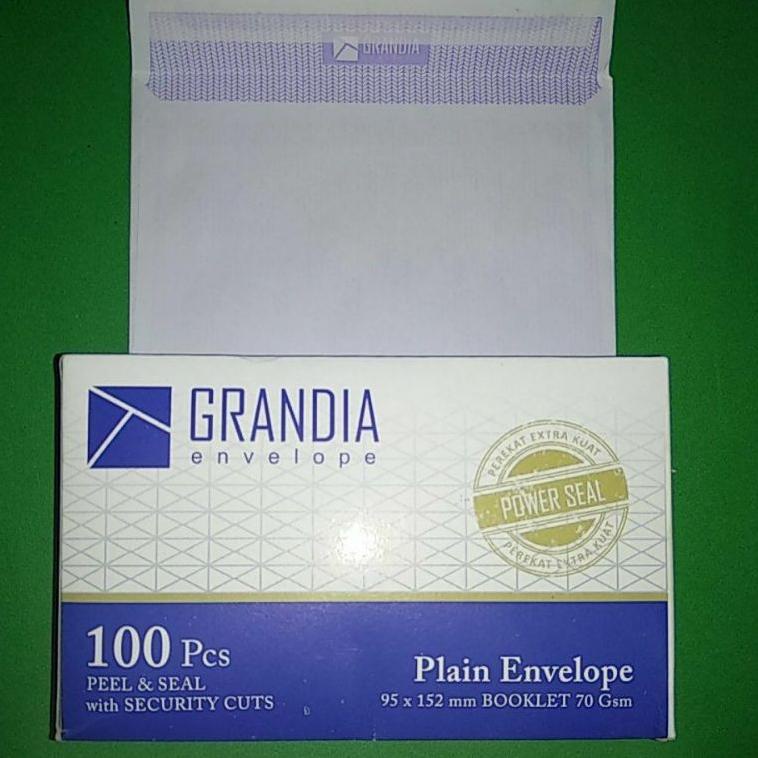 GRANDIA
GRANDIA
envelope
PEREKAT EXTRA KUAT
POWER SEAL
PEREKAT EXTRA KUAT
100 Pcs
PEEL & SEAL
with SECURITY CUTS
Plain Envelope
95 x 152 mm BOOKLET 70 Gsm